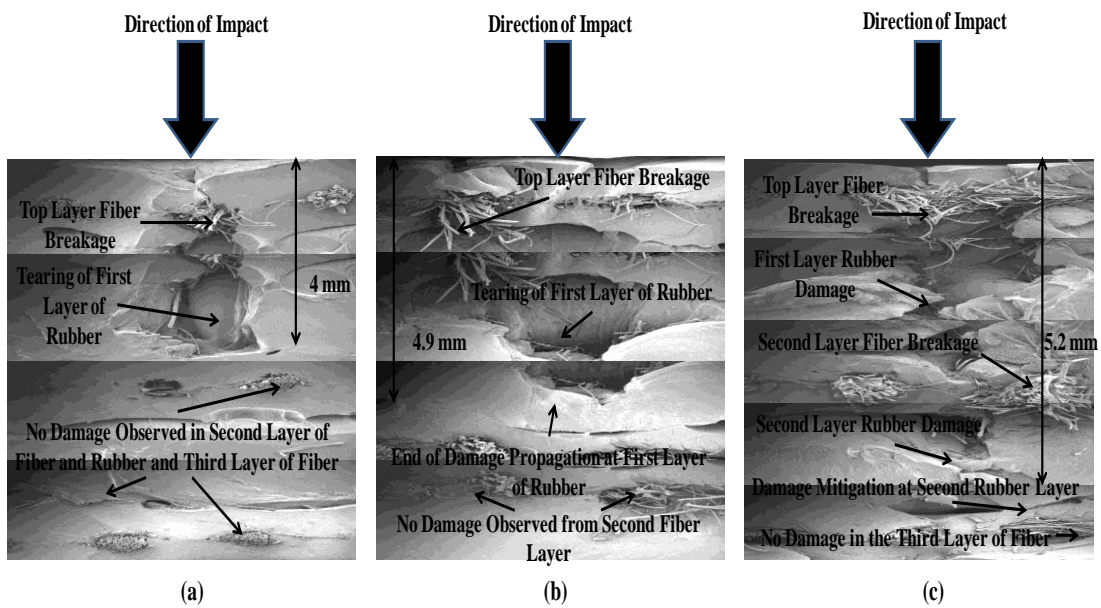 Direction of Impact
Top Layer Fiber
Breakage
Tearing of First
Layer of
Rubber
4 mm
No Damage Observed in Second Layer of
Fiber and Rubber and Third Layer of Fiber
(a)
Direction of Impact
Top Layer Fiber Breakage
Tearing of First Layer of Rubber
4.9 mm
End of Damage Propagation at First Layer
of Rubber
No Damage Observed from Second Fiber
Layer
(b)
Direction of Impact
Top Layer Fiber
Breakage
First Layer Rubber
Damage
Second Layer Fiber Breakage
5.2 mm
Second Layer Rubber Damage
Damage Mitigation at Second Rubber Layer
No Damage in the Third Layer of Fiber
(c)